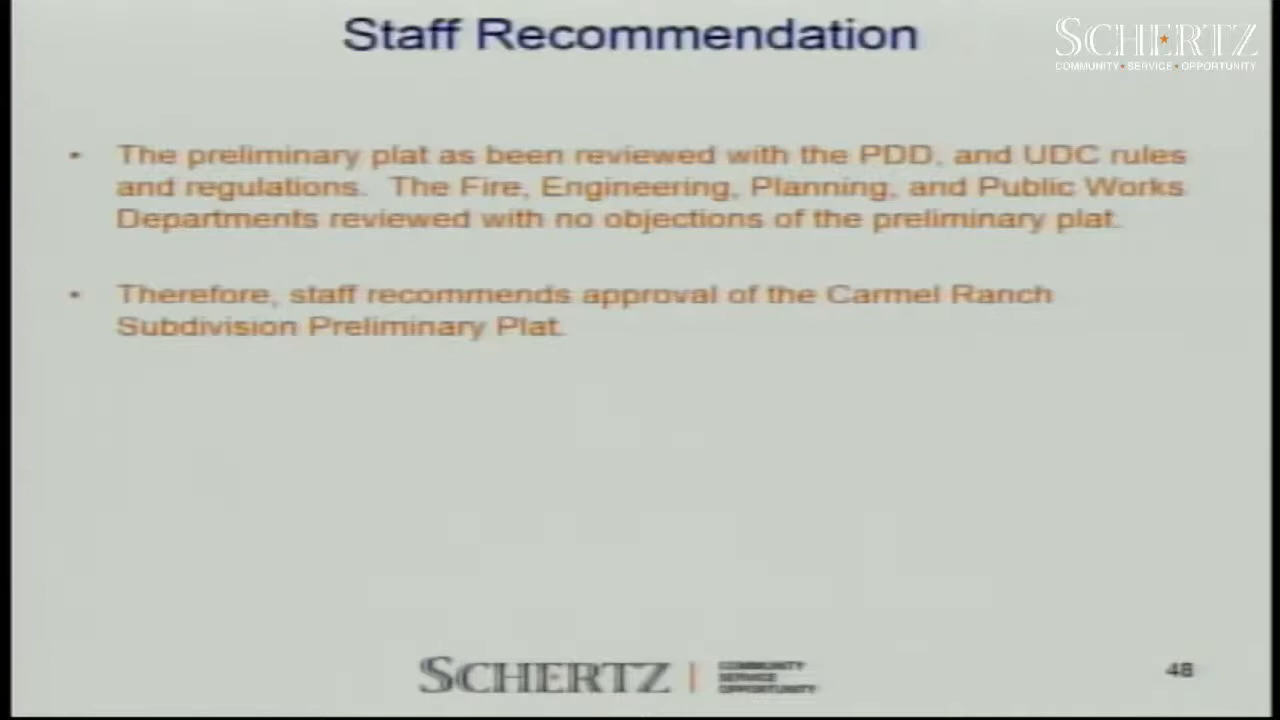 Staff Recommendation
SCHERTZ
COMMUNITY • SERVICE • OPPORTUNITY
• The preliminary plat as been reviewed with the PDD, and UDC rules
and regulations. The Fire, Engineering, Planning, and Public Works
Departments reviewed with no objections of the preliminary plat.
• Therefore, staff recommends approval of the Carmel Ranch
Subdivision Preliminary Plat.
SCHERTZ
COMMUNITY
SERVICE
OPPORTUNITY
48